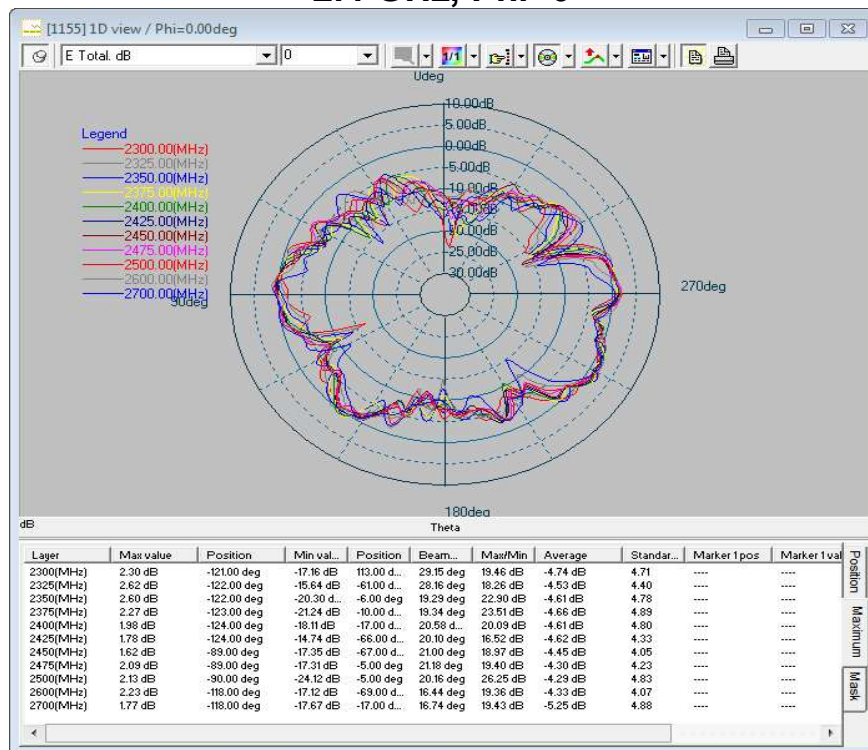 [1155] 1D view / Phi=0.00deg
E Total. dB 0 1/1
Udeg
10.00dB
5.00dB
0.00dB
Legend
2300.00(MHz)
2325.00(MHz)
2350.00(MHz)
2375.00(MHz)
2400.00(MHz)
2425.00(MHz)
2450.00(MHz)
2475.00(MHz)
2500.00(MHz)
2600.00(MHz)
2700.00(MHz)
5.00dB
10.00dB
25.00dB
30.00dB
270deg
180deg
dB Theta
Layer Max value Position Min val... Position Beam... Max/Min Average Standar... Marker 1 pos Marker 1 val
2300(MHz) 2.30 dB -121.00 deg -17.16 dB 113.00 d... 29.15 deg 19.46 dB -4.74 dB 4.71 ---- ----
2325(MHz) 2.62 dB -122.00 deg -15.64 dB -61.00 d... 28.16 deg 18.26 dB -4.53 dB 4.40 ---- ----
2350(MHz) 2.60 dB -122.00 deg -20.30 d... -6.00 deg 19.29 deg 22.90 dB -4.61 dB 4.78 ---- ----
2375(MHz) 2.27 dB -123.00 deg -21.24 dB -10.00 d... 19.34 deg 23.51 dB -4.66 dB 4.89 ---- ----
2400(MHz) 1.98 dB -124.00 deg -18.11 dB -17.00 d... 20.58 d... 20.09 dB -4.61 dB 4.80 ---- ----
2425(MHz) 1.78 dB -124.00 deg -14.74 dB -66.00 d... 20.10 deg 16.52 dB -4.62 dB 4.33 ---- ----
2450(MHz) 1.62 dB -89.00 deg -17.35 dB -67.00 d... 21.00 deg 18.97 dB -4.45 dB 4.05 ---- ----
2475(MHz) 2.09 dB -89.00 deg -17.31 dB -5.00 deg 21.18 deg 19.40 dB -4.30 dB 4.23 ---- ----
2500(MHz) 2.13 dB -90.00 deg -24.12 dB -5.00 deg 20.16 deg 26.25 dB -4.29 dB 4.83 ---- ----
2600(MHz) 2.23 dB -118.00 deg -17.12 dB -69.00 d... 16.44 deg 19.36 dB -4.33 dB 4.07 ---- ----
2700(MHz) 1.77 dB -118.00 deg -17.67 dB -17.00 d... 16.74 deg 19.43 dB -5.25 dB 4.88 ---- ----
Position
Maximum
Mask